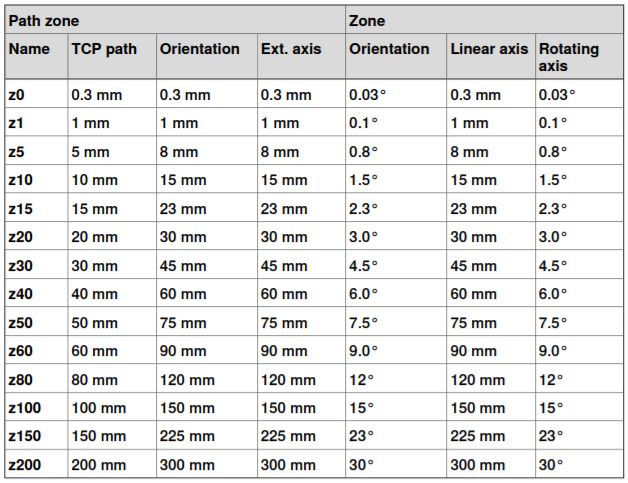 Path zone Zone
Name TCP path Orientation Ext. axis Orientation Linear axis Rotating axis
z0 0.3 mm 0.3 mm 0.3 mm 0.03° 0.3 mm 0.03°
z1 1 mm 1 mm 1 mm 0.1° 1 mm 0.1°
z5 5 mm 8 mm 8 mm 0.8° 8 mm 0.8°
z10 10 mm 15 mm 15 mm 1.5° 15 mm 1.5°
z15 15 mm 23 mm 23 mm 2.3° 23 mm 2.3°
z20 20 mm 30 mm 30 mm 3.0° 30 mm 3.0°
z30 30 mm 45 mm 45 mm 4.5° 45 mm 4.5°
z40 40 mm 60 mm 60 mm 6.0° 60 mm 6.0°
z50 50 mm 75 mm 75 mm 7.5° 75 mm 7.5°
z60 60 mm 90 mm 90 mm 9.0° 90 mm 9.0°
z80 80 mm 120 mm 120 mm 12° 120 mm 12°
z100 100 mm 150 mm 150 mm 15° 150 mm 15°
z150 150 mm 225 mm 225 mm 23° 225 mm 23°
z200 200 mm 300 mm 300 mm 30° 300 mm 30°